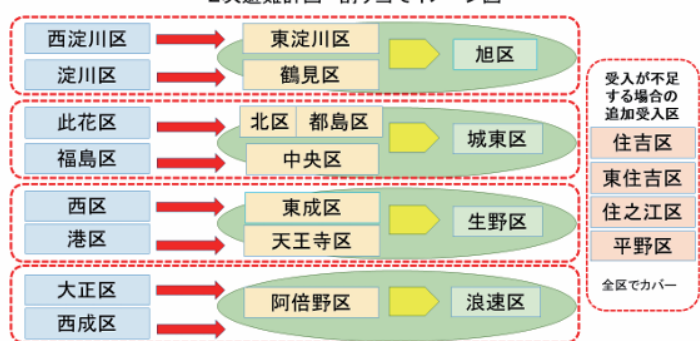 西淀川区
淀川区
東淀川区
鶴見区
旭区
此花区
福島区
北区 都島区
中央区
城東区
西区
港区
東成区
天王寺区
生野区
大正区
西成区
阿倍野区
浪速区
受入が不足
する場合の
追加受入区
住吉区
東住吉区
住之江区
平野区
全区でカバー